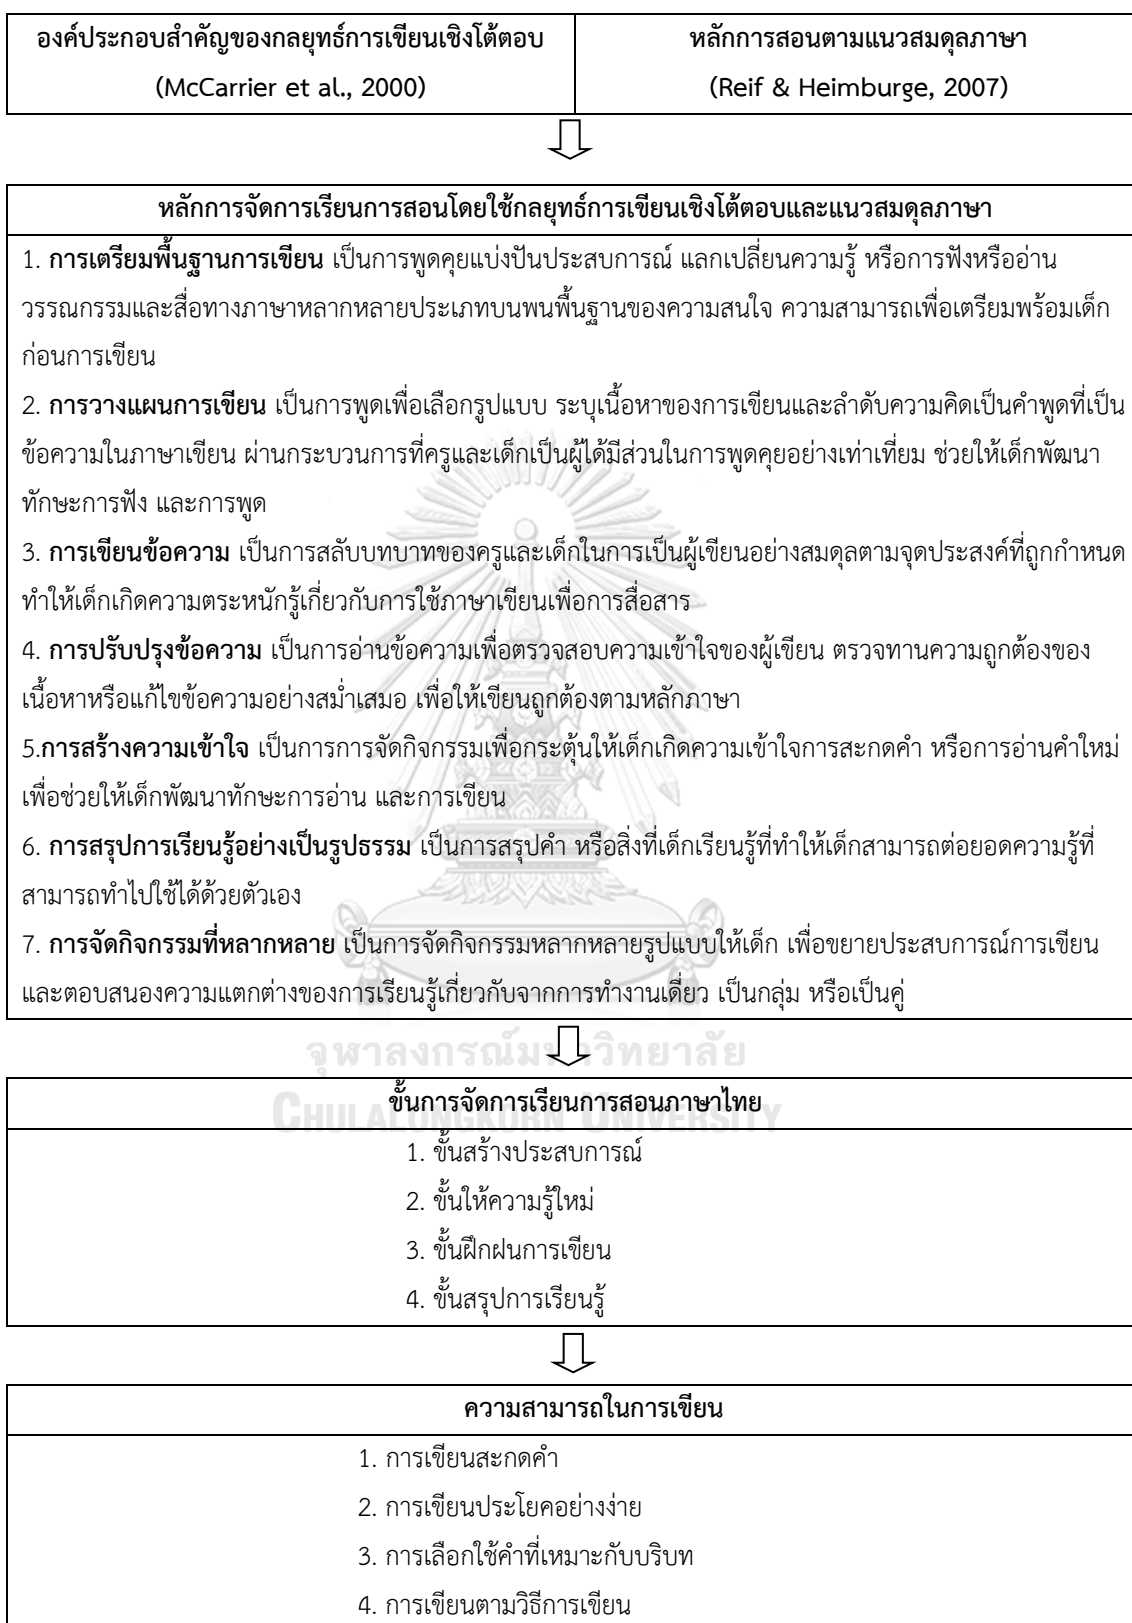 องค์ประกอบสำคัญของกลยุทธ์การเขียนเชิงโต้ตอบ
(McCarrier et al., 2000)
หลักการสอนตามแนวสมดุลภาษา
(Reif & Heimburge, 2007)
หลักการจัดการเรียนการสอนโดยใช้กลยุทธ์การเขียนเชิงโต้ตอบและแนวสมดุลภาษา
1. การเตรียมพื้นฐานการเขียน เป็นการพูดคุยแบ่งปันประสบการณ์ แลกเปลี่ยนความรู้ หรือการฟังหรืออ่าน
วรรณกรรมและสื่อทางภาษาหลากหลายประเภทบนพนพื้นฐานของความสนใจ ความสามารถเพื่อเตรียมพร้อมเด็ก
ก่อนการเขียน
2. การวางแผนการเขียน เป็นการพูดเพื่อเลือกรูปแบบ ระบุเนื้อหาของการเขียนและลำดับความคิดเป็นคำพูดที่เป็น
ข้อความในภาษาเขียน ผ่านกระบวนการที่ครูและเด็กเป็นผู้ได้มีส่วนในการพูดคุยอย่างเท่าเที่ยม ช่วยให้เด็กพัฒนา
ทักษะการฟัง และการพูด
3. การเขียนข้อความ เป็นการสลับบทบาทของครูและเด็กในการเป็นผู้เขียนอย่างสมดุลตามจุดประสงค์ที่ถูกกำหนด
ทำให้เด็กเกิดความตระหนักรู้เกี่ยวกับการใช้ภาษาเขียนเพื่อการสื่อสาร
4. การปรับปรุงข้อความ เป็นการอ่านข้อความเพื่อตรวจสอบความเข้าใจของผู้เขียน ตรวจทานความถูกต้องของ
เนื้อหาหรือแก้ไขข้อความอย่างสม่ำเสมอ เพื่อให้เขียนถูกต้องตามหลักภาษา
5.การสร้างความเข้าใจ เป็นการการจัดกิจกรรมเพื่อกระตุ้นให้เด็กเกิดความเข้าใจการสะกดคำ หรือการอ่านคำใหม่
เพื่อช่วยให้เด็กพัฒนาทักษะการอ่าน และการเขียน
6. การสรุปการเรียนรู้อย่างเป็นรูปธรรม เป็นการสรุปคำ หรือสิ่งที่เด็กเรียนรู้ที่ทำให้เด็กสามารถต่อยอดความรู้ที่
สามารถทำไปใช้ได้ด้วยตัวเอง
7. การจัดกิจกรรมที่หลากหลาย เป็นการจัดกิจกรรมหลากหลายรูปแบบให้เด็ก เพื่อขยายประสบการณ์การเขียน
และตอบสนองความแตกต่างของการเรียนรู้เกี่ยวกับจากการทำงานเดี่ยว เป็นกลุ่ม หรือเป็นคู่
จุฬาลงกรณ์มหาวิทยาลัย
CHULALONGKORN UNIVERSITY
ขั้นการจัดการเรียนการสอนภาษาไทย
1. ขั้นสร้างประสบการณ์
2. ขั้นให้ความรู้ใหม่
3. ขั้นฝึกฝนการเขียน
4. ขั้นสรุปการเรียนรู้
ความสามารถในการเขียน
1. การเขียนสะกดคำ
2. การเขียนประโยคอย่างง่าย
3. การเลือกใช้คำที่เหมาะกับบริบท
4. การเขียนตามวิธีการเขียน